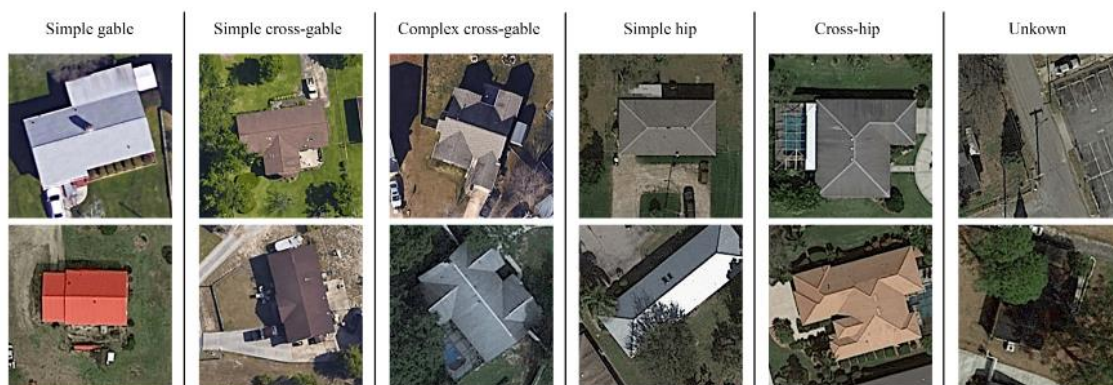 Simple gable
Simple cross-gable
Complex cross-gable
Simple hip
Cross-hip
Unkown